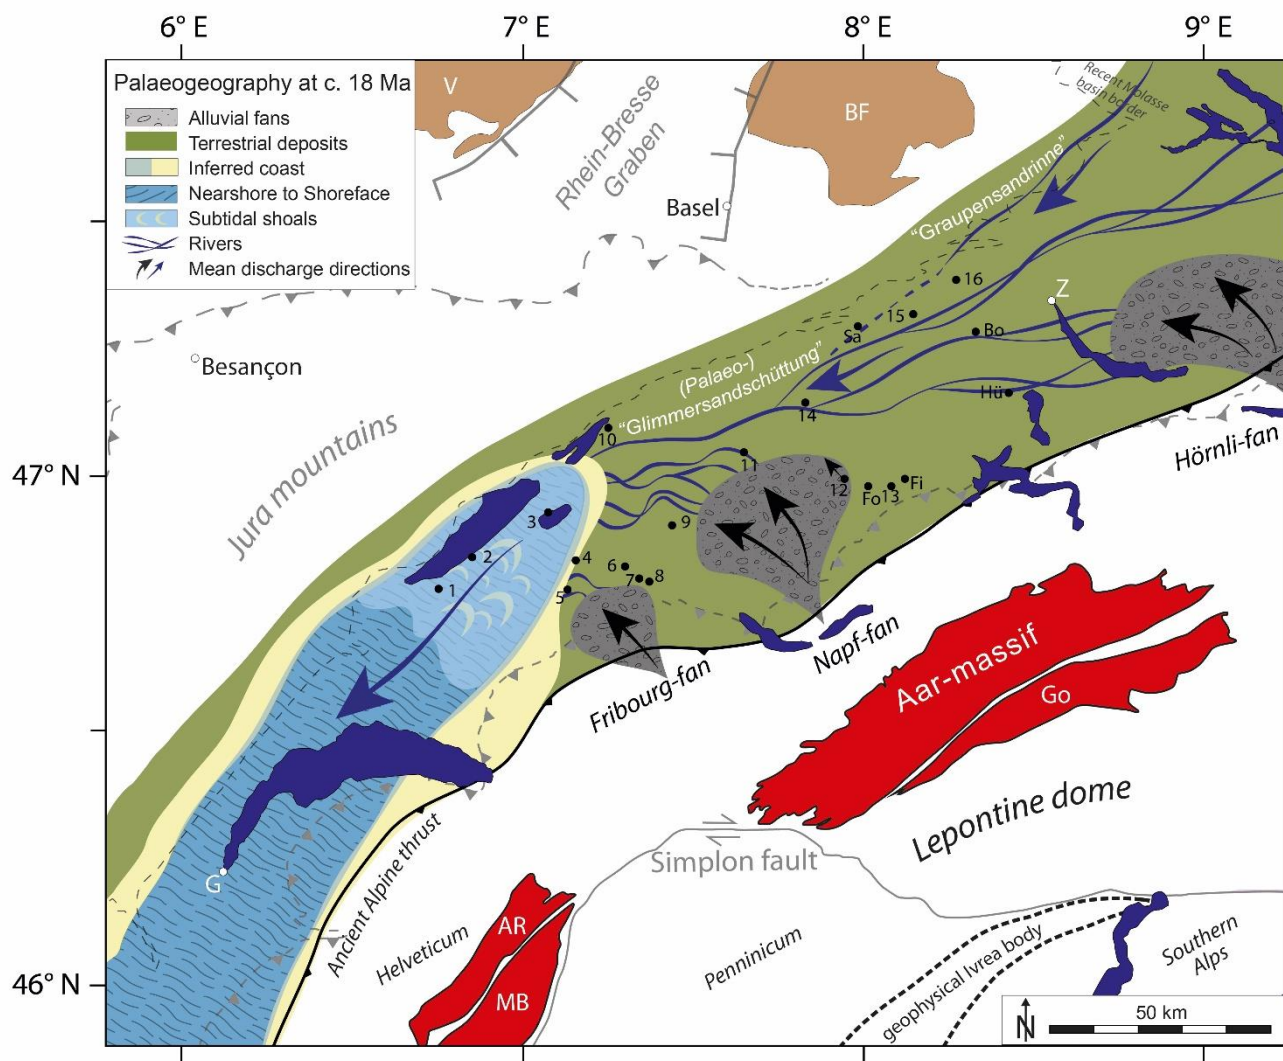 6° E
7° E
8° E
9° E
Palaeogeography at c. 18 Ma
Alluvial fans
Terrestrial deposits
Inferred coast
Nearshore to Shoreface
Subtidal shoals
Rivers
Mean discharge directions
V
BF
Rhein-Bresse
Graben
Basel
Recent Molasse
basin border
"Graupensandrinne"
Besançon
Jura mountains
47° N
46° N
(Palaeo-)
"Glimmersandschüttung"
16
15
Sa
Bo
Z
Hü
14
10
11
12
Fo
13
Fi
9
3
2
1
4
5
6
7
8
Hörnli-fan
Napf-fan
Fribourg-fan
Aar-massif
Go
Lepontine dome
Simplon fault
G
Ancient Alpine thrust
Helveticum
AR
MB
Penninicum
geophysical Ivrea body
Southern
Alps
N
50 km